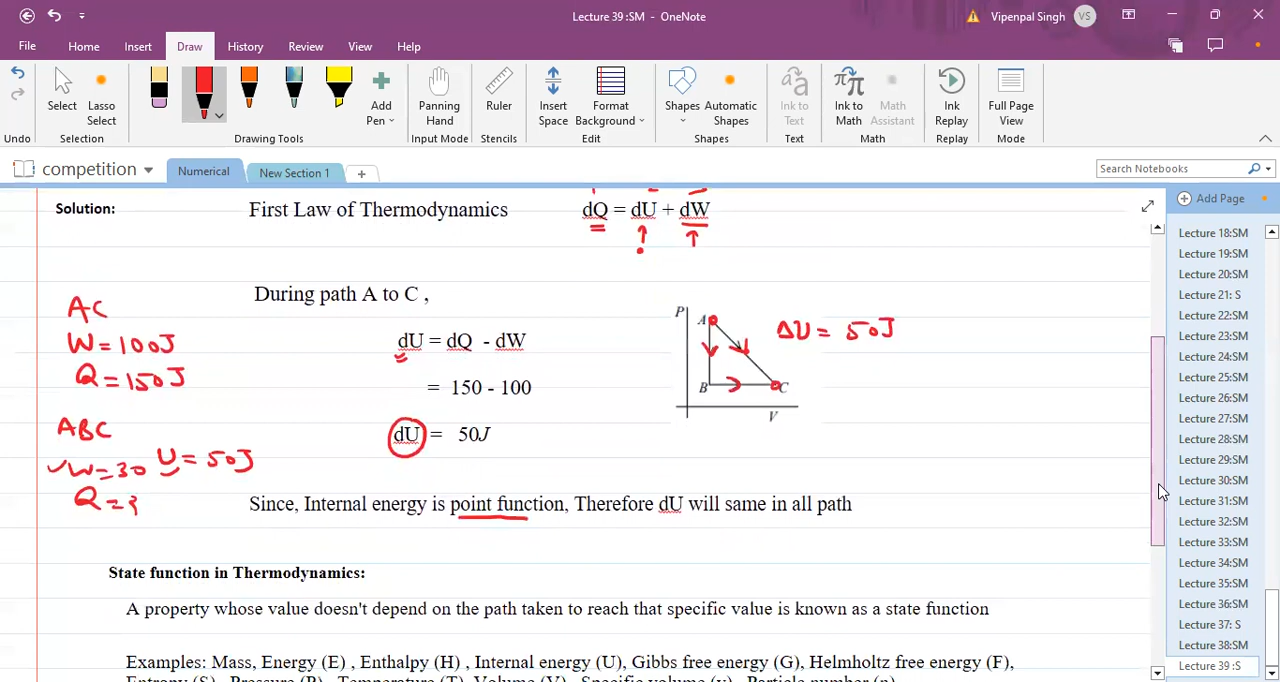 Lecture 39 :SM - OneNote
Vipenpal Singh VS
File Home Insert Draw History Review View Help
Undo
Select
Lasso Select
Add Pen
Panning Hand
Ruler
Insert Space
Format Background
Shapes
Automatic Shapes
Ink to Text
Ink to Math
Math Assistant
Ink Replay
Full Page View
Selection Drawing Tools Input Mode Stencils Edit Shapes Text Math Replay Mode
competition Numerical New Section 1 Search Notebooks
Add Page
Solution: First Law of Thermodynamics dQ = dU + dW
During path A to C ,
AC
W = 100J
Q = 150J
dU = dQ - dW
= 150 - 100
dU = 50J
P
A
B
C
V
ΔU = 50J
ABC
W = 30 U = 50J
Q = ?
Since, Internal energy is point function, Therefore dU will same in all path
State function in Thermodynamics:
A property whose value doesn't depend on the path taken to reach that specific value is known as a state function
Examples: Mass, Energy (E) , Enthalpy (H) , Internal energy (U), Gibbs free energy (G), Helmholtz free energy (F),
Entropy (S) , Pressure (P) , Temperature (T) , Volume (V) , Specific volume (v) , Particle number (n)
Lecture 18:SM
Lecture 19:SM
Lecture 20:SM
Lecture 21: S
Lecture 22:SM
Lecture 23:SM
Lecture 24:SM
Lecture 25:SM
Lecture 26:SM
Lecture 27:SM
Lecture 28:SM
Lecture 29:SM
Lecture 30:SM
Lecture 31:SM
Lecture 32:SM
Lecture 33:SM
Lecture 34:SM
Lecture 35:SM
Lecture 36:SM
Lecture 37: S
Lecture 38:SM
Lecture 39 :S